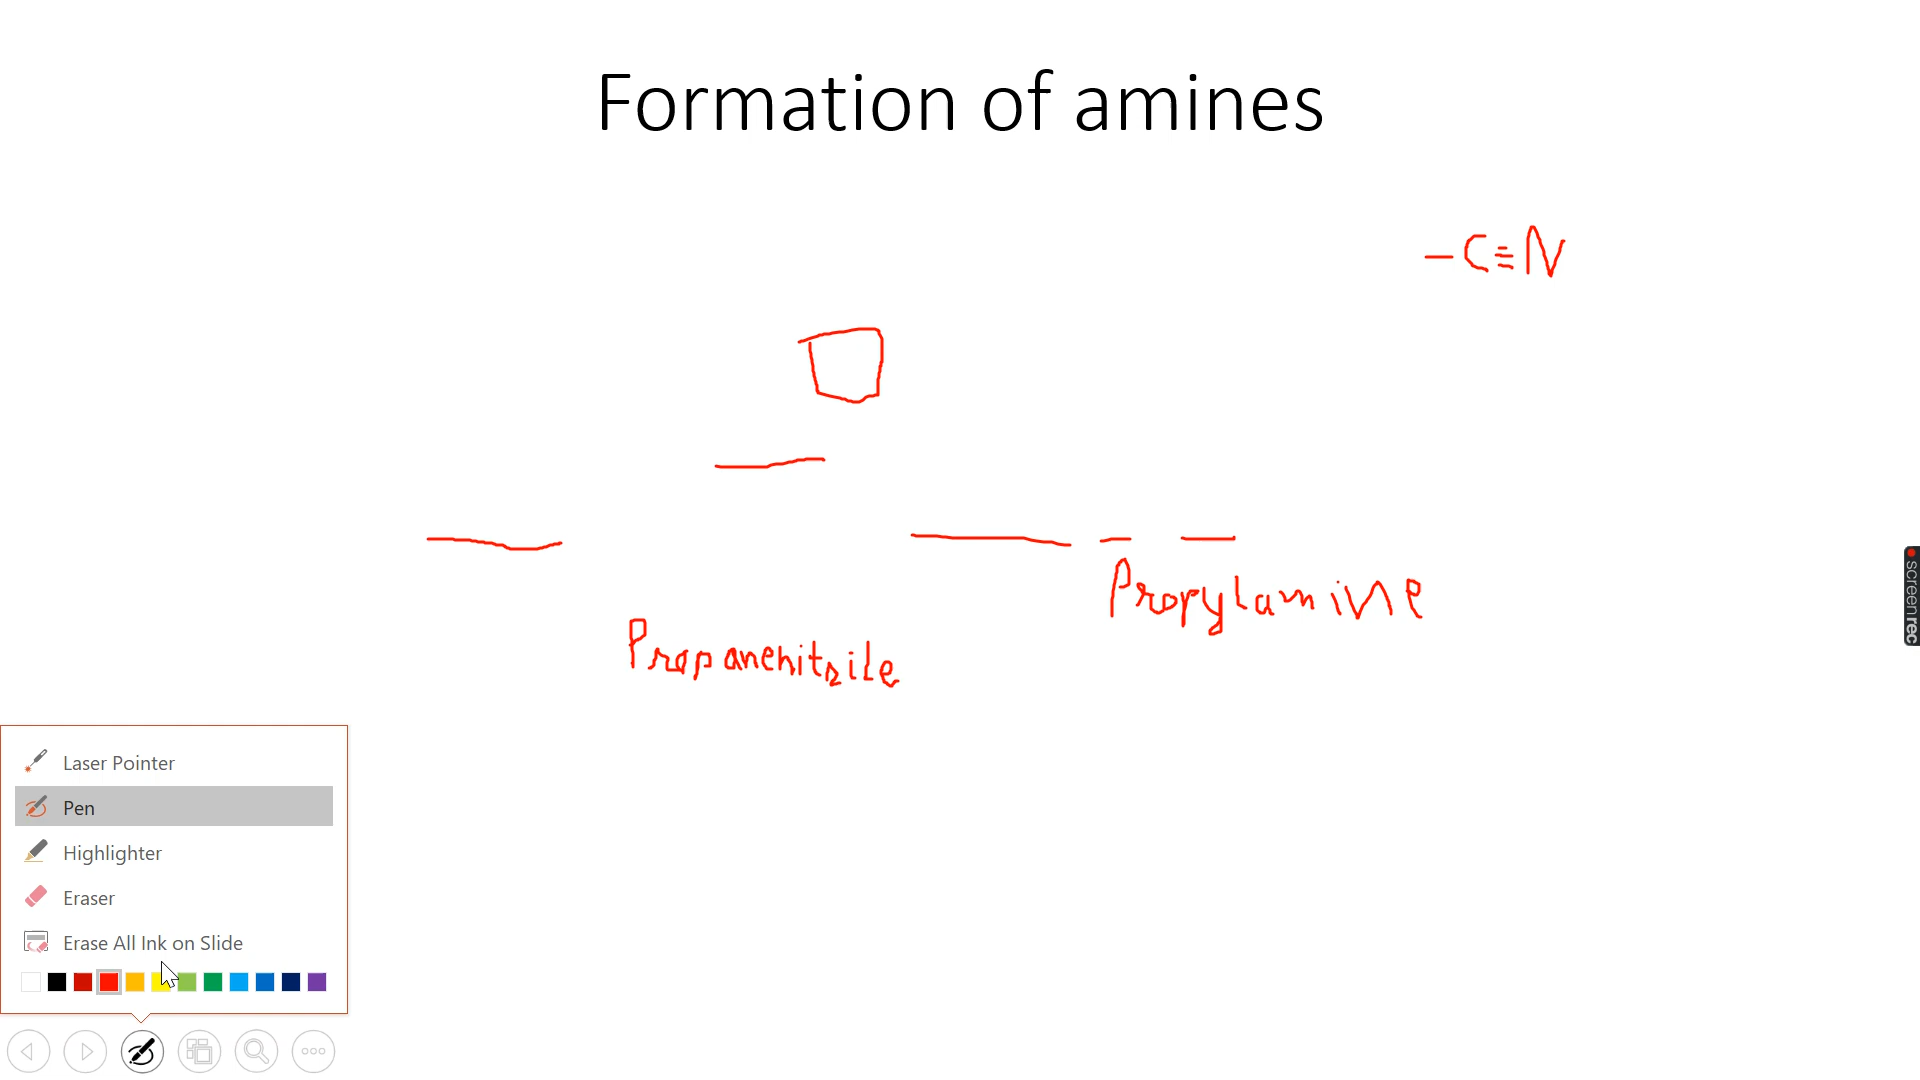 Formation of amines
-C≡N
Propylamine
Propanenitrile
Laser Pointer
Pen
Highlighter
Eraser
Erase All Ink on Slide
screenrec